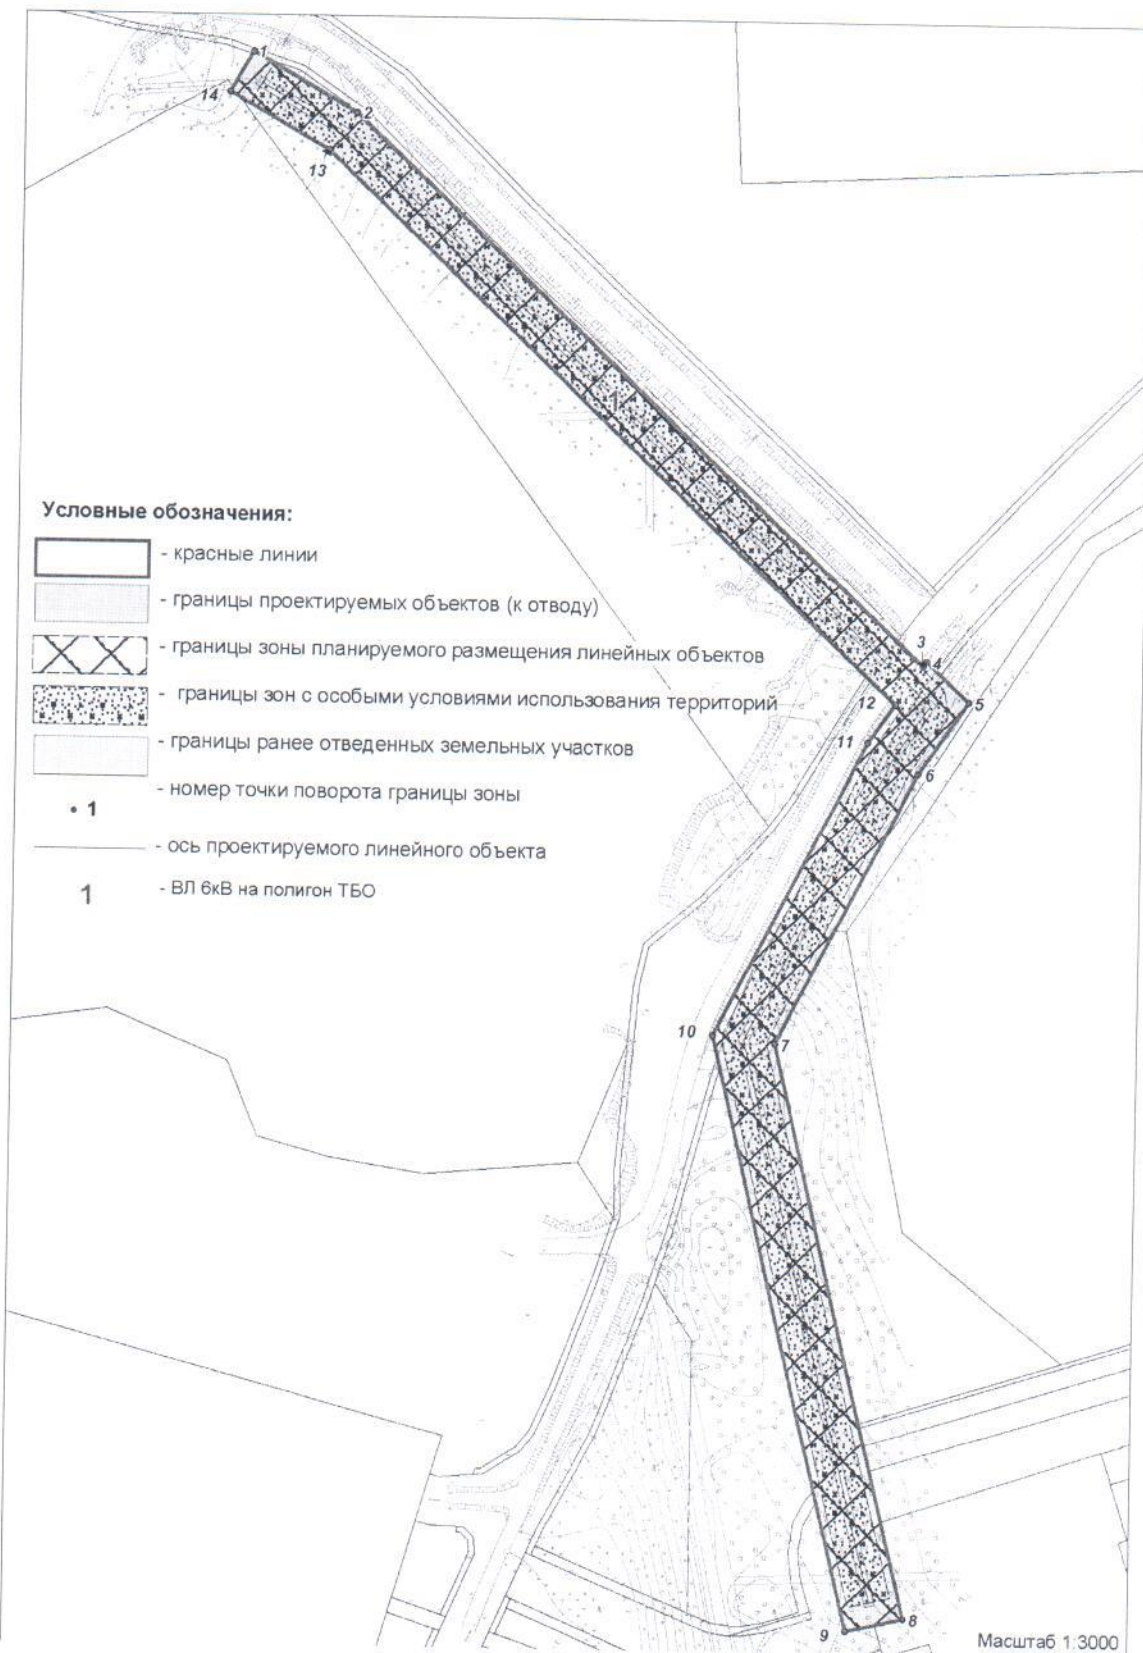 1
14
2
13
1
Условные обозначения:
- красные линии
- границы проектируемых объектов (к отводу)
- границы зоны планируемого размещения линейных объектов
- границы зон с особыми условиями использования территорий
- границы ранее отведенных земельных участков
• 1 - номер точки поворота границы зоны
- ось проектируемого линейного объекта
1 - ВЛ 6кВ на полигон ТБО
3
4
12
5
11
6
10
7
8
9
Масштаб 1:3000